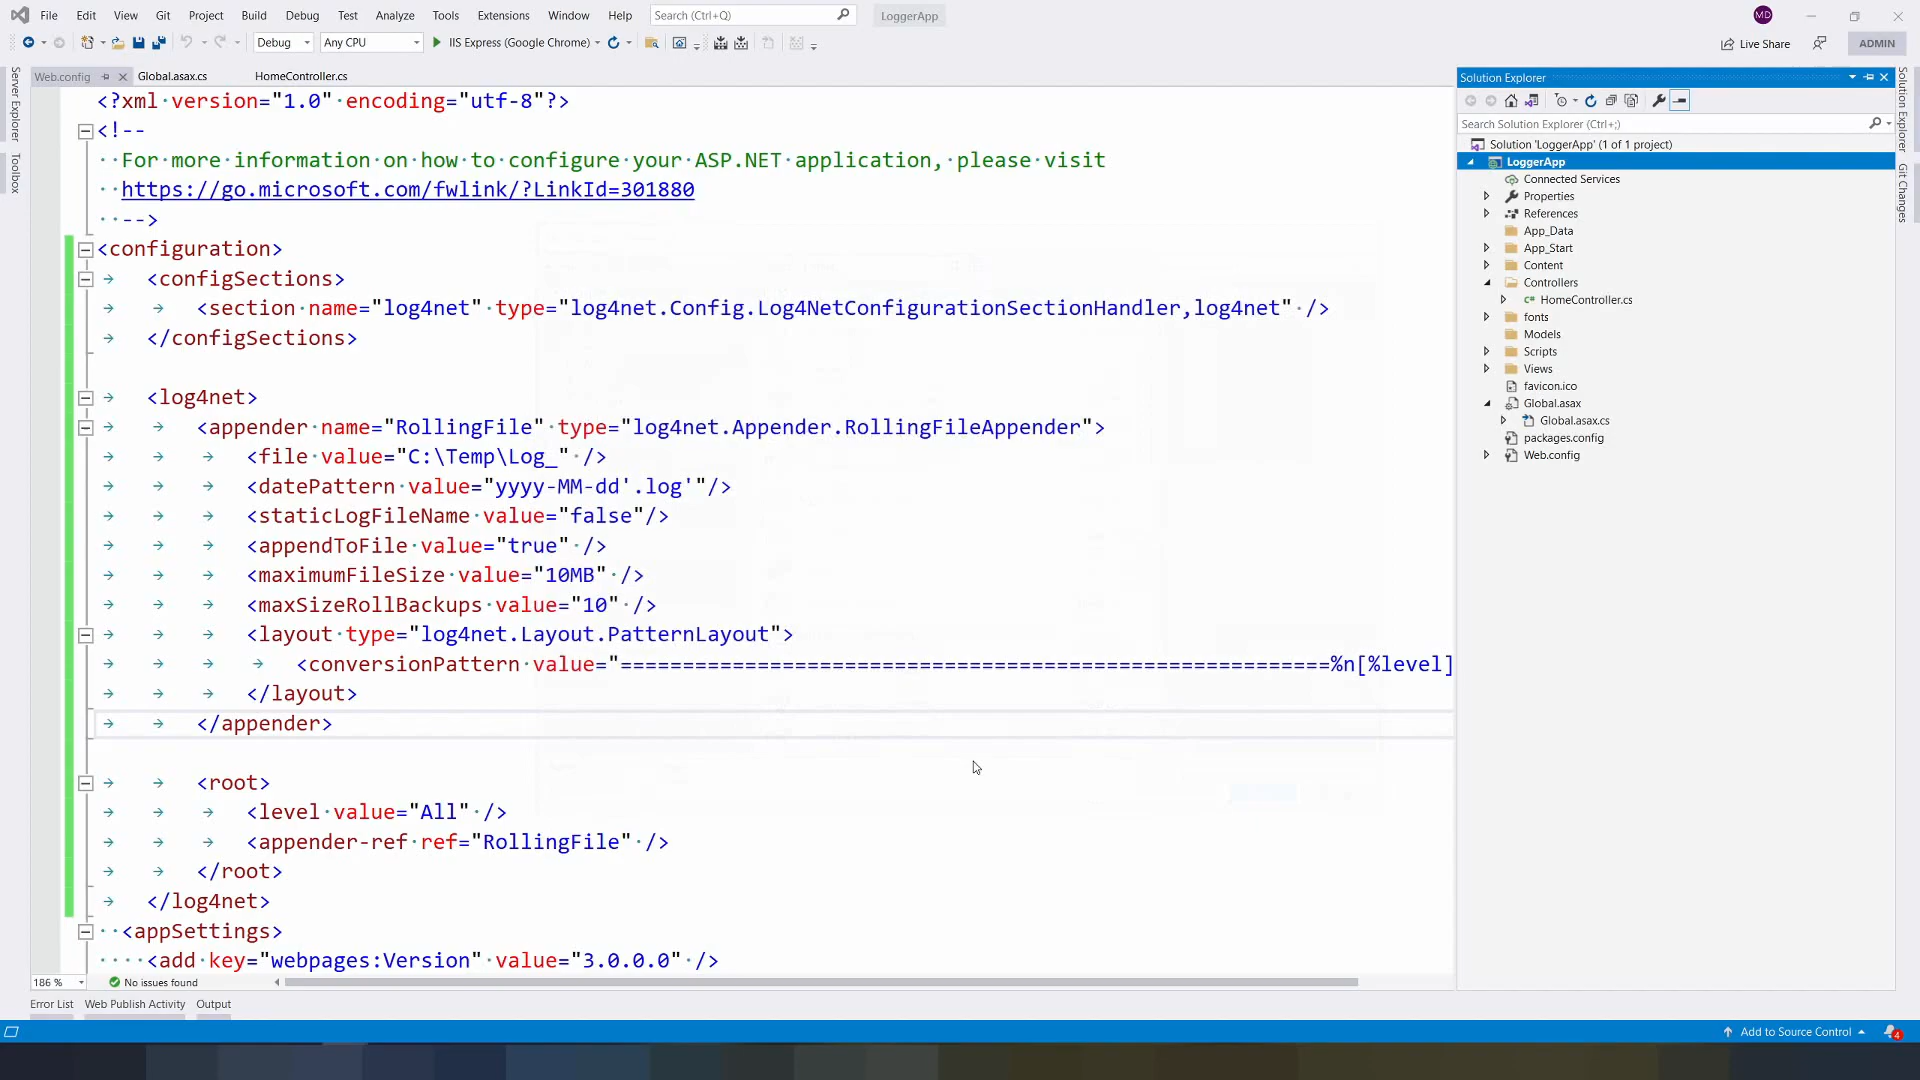 File Edit View Git Project Build Debug Test Analyze Tools Extensions Window Help Search (Ctrl+Q) LoggerApp MD
Debug Any CPU IIS Express (Google Chrome) Live Share ADMIN
Server Explorer
Toolbox
Web.config Global.asax.cs HomeController.cs
<?xml version="1.0" encoding="utf-8"?>
<!--
For more information on how to configure your ASP.NET application, please visit
https://go.microsoft.com/fwlink/?LinkId=301880
-->
<configuration>
<configSections>
<section name="log4net" type="log4net.Config.Log4NetConfigurationSectionHandler,log4net" />
</configSections>
<log4net>
<appender name="RollingFile" type="log4net.Appender.RollingFileAppender">
<file value="C:\Temp\Log_" />
<datePattern value="yyyy-MM-dd'.log'"/>
<staticLogFileName value="false"/>
<appendToFile value="true" />
<maximumFileSize value="10MB" />
<maxSizeRollBackups value="10" />
<layout type="log4net.Layout.PatternLayout">
<conversionPattern value="=========================================================%n[%level]
</layout>
</appender>
<root>
<level value="All" />
<appender-ref ref="RollingFile" />
</root>
</log4net>
<appSettings>
<add key="webpages:Version" value="3.0.0.0" />
186 % No issues found
Error List Web Publish Activity Output
Solution Explorer
Search Solution Explorer (Ctrl+;)
Solution 'LoggerApp' (1 of 1 project)
LoggerApp
Connected Services
Properties
References
App_Data
App_Start
Content
Controllers
C# HomeController.cs
fonts
Models
Scripts
Views
favicon.ico
Global.asax
Global.asax.cs
packages.config
Web.config
Solution Explorer
Git Changes
Add to Source Control 4